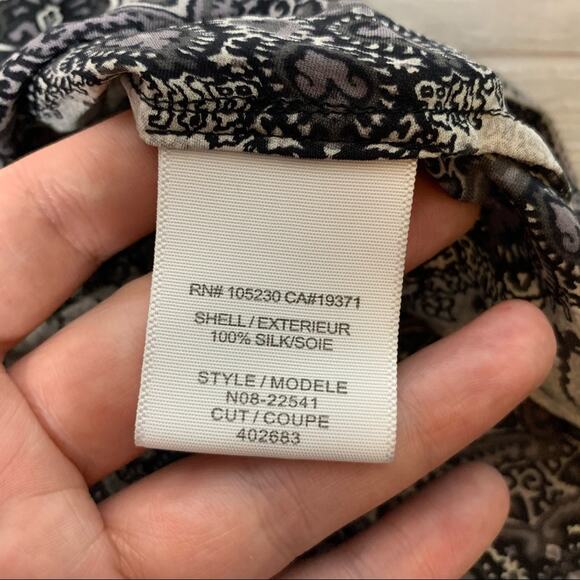 RN# 105230 CA#19371
SHELL/EXTERIEUR
100% SILK/SOIE
STYLE / MODELE
N08-22541
CUT / COUPE
402683